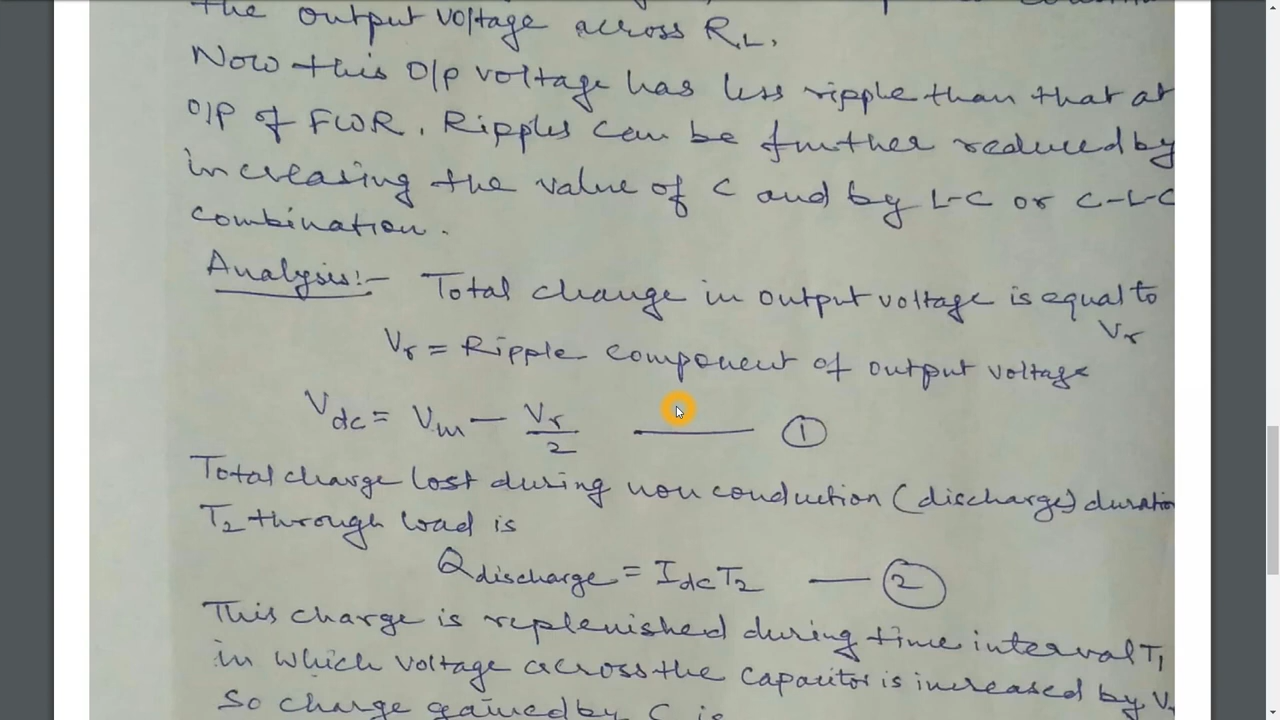 the output voltage across RL.
Now this O/P voltage has less ripple than that at
O/P of FWR. Ripples can be further reduced by
increasing the value of C and by L-C or C-L-C
combination.
Analysis:- Total change in output voltage is equal to
Vr
Vr = Ripple component of output voltage
Vdc = Vm - Vr/2 —— ①
Total charge lost during non conduction (discharge) duration
T2 through load is
Qdischarge = Idc T2 —— ②
This charge is replenished during time interval T1
in which voltage across the capacitor is increased by Vr
So charge gained by C is